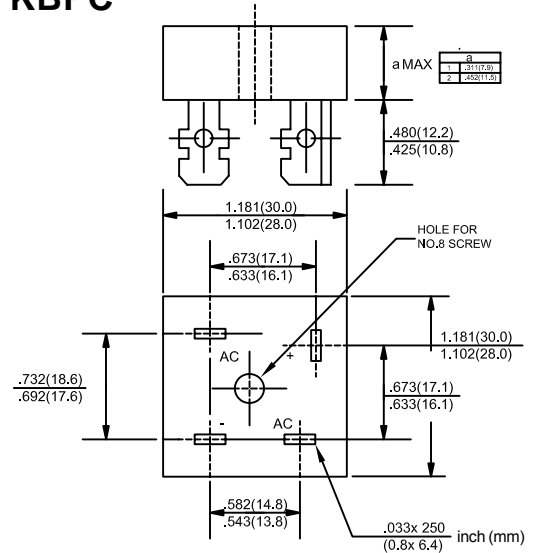 KBPC
a MAX
a
1 .311(7.9)
2 .452(11.5)
.480(12.2)
.425(10.8)
1.181(30.0)
1.102(28.0)
HOLE FOR
NO.8 SCREW
.673(17.1)
.633(16.1)
AC
+
1.181(30.0)
1.102(28.0)
.732(18.6)
.692(17.6)
.673(17.1)
.633(16.1)
-
AC
.582(14.8)
.543(13.8)
.033x 250
(0.8x 6.4)
inch (mm)